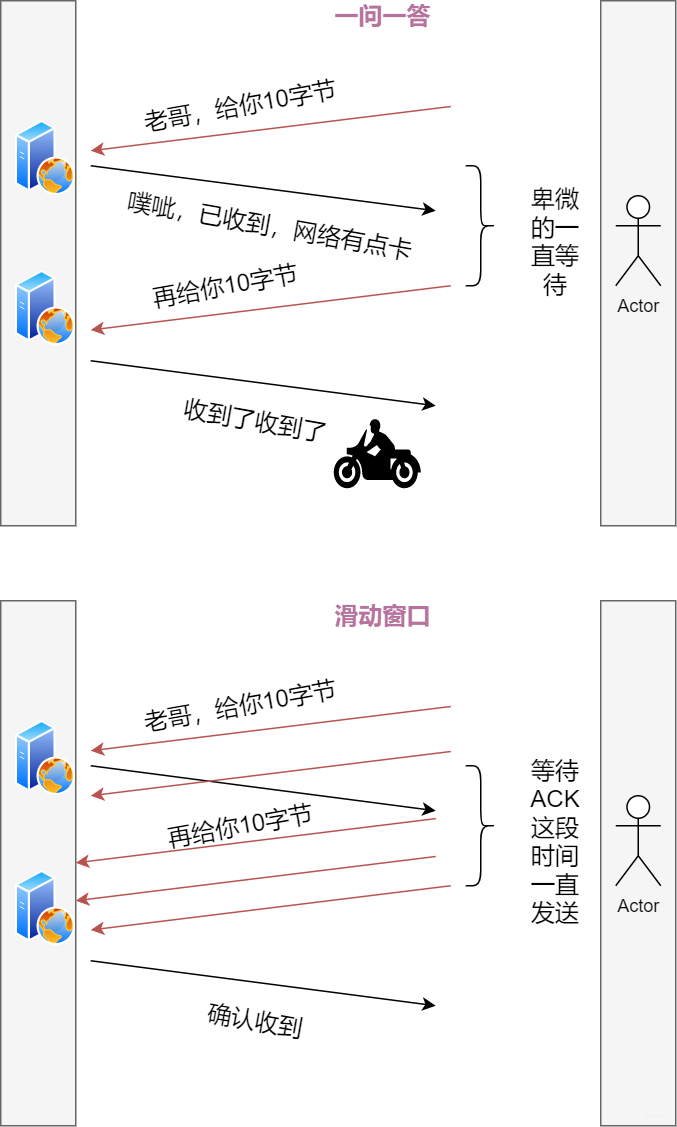 一问一答
老哥，给你10字节
噗呲，已收到，网络有点卡
卑微
的一
直等
待
Actor
再给你10字节
收到了收到了
滑动窗口
老哥，给你10字节
等待
ACK
这段
时间
一直
发送
Actor
再给你10字节
确认收到